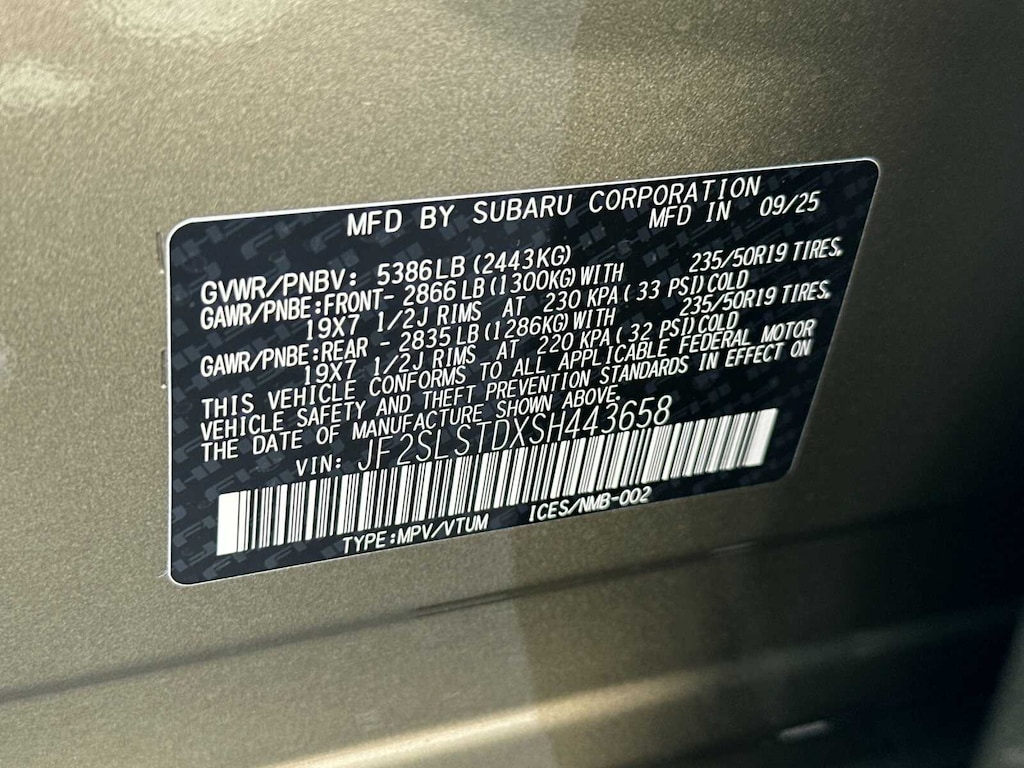 MFD BY SUBARU CORPORATION
MFD IN 09/25
GVWR/PNBV: 5386LB(2443KG)
GAWR/PNBE:FRONT- 2866LB(1300KG)WITH 235/50R19 TIRES,
19X7 1/2J RIMS AT 230 KPA( 33 PSI)COLD
GAWR/PNBE:REAR - 2835LB(1286KG)WITH 235/50R19 TIRES,
19X7 1/2J RIMS AT 220 KPA( 32 PSI)COLD
THIS VEHICLE CONFORMS TO ALL APPLICABLE FEDERAL MOTOR
VEHICLE SAFETY AND THEFT PREVENTION STANDARDS IN EFFECT ON
THE DATE OF MANUFACTURE SHOWN ABOVE.
VIN: JF2SLSTDXSH443658
TYPE:MPV/VTUM ICES/NMB-002